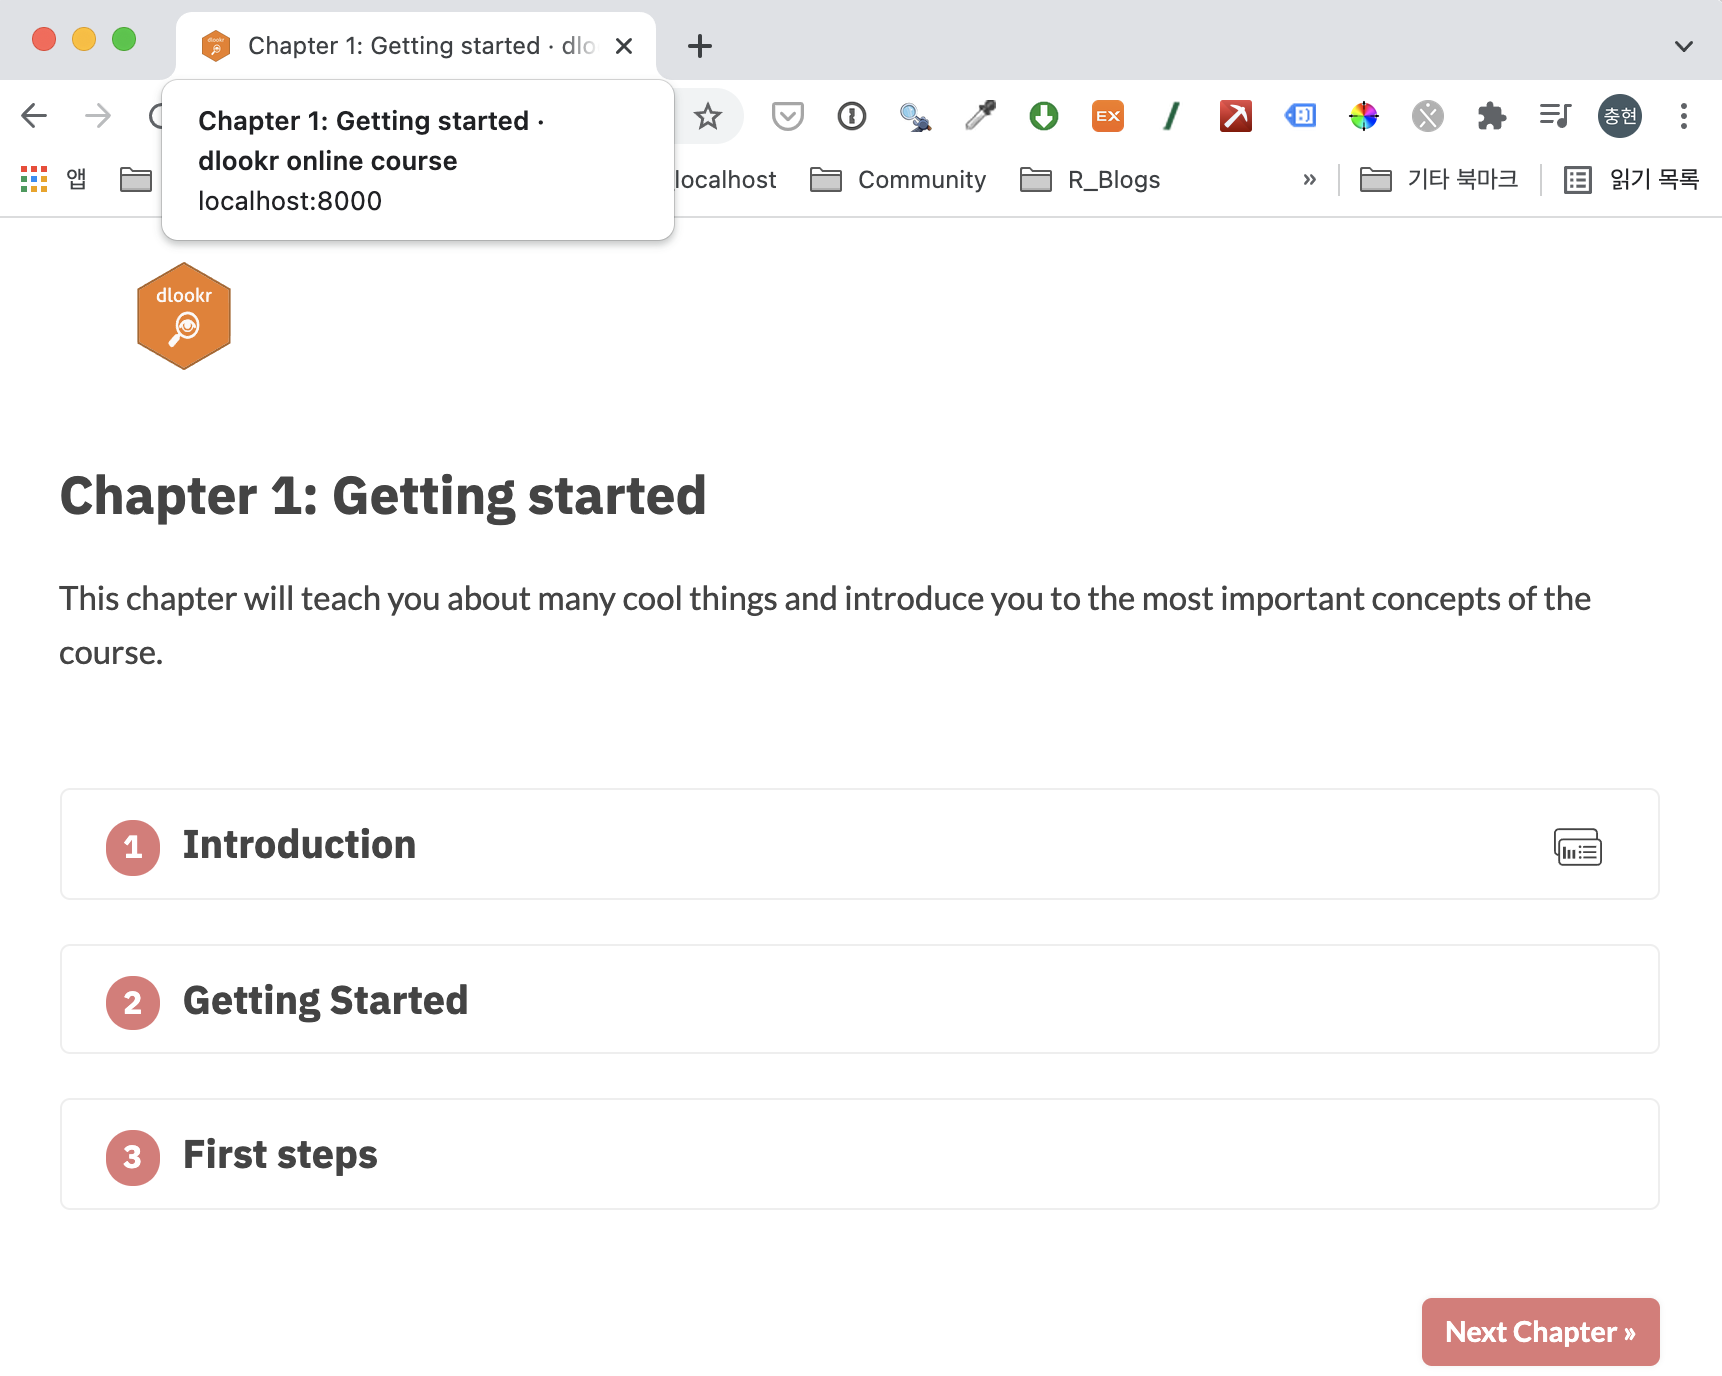 Chapter 1: Getting started · dlo
Chapter 1: Getting started ·
dlookr online course
localhost:8000
EX
충현
앱
localhost
Community
R_Blogs
»
기타 북마크
읽기 목록
dlookr
Chapter 1: Getting started
This chapter will teach you about many cool things and introduce you to the most important concepts of the
course.
1 Introduction
2 Getting Started
3 First steps
Next Chapter »